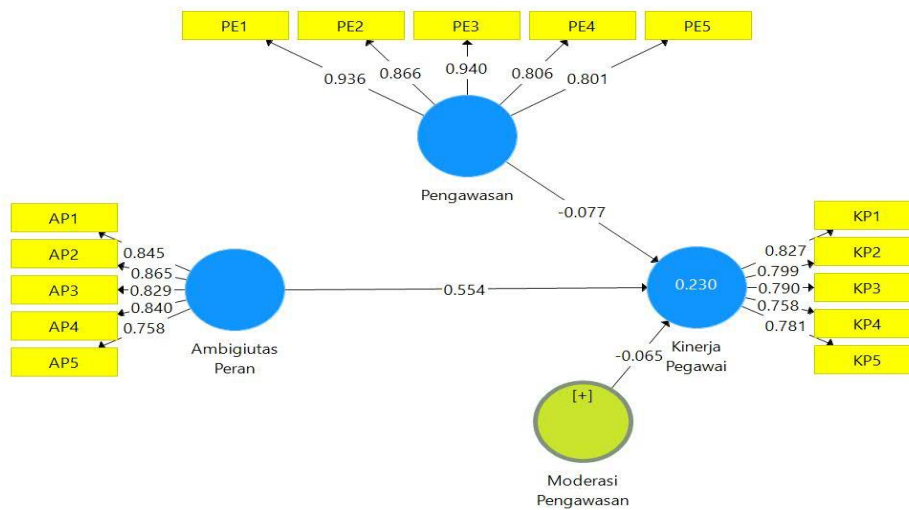 PE1 PE2 PE3 PE4 PE5
0.936 0.866 0.940 0.806 0.801
Pengawasan
-0.077
AP1
AP2
AP3
AP4
AP5
0.845
0.865
0.829
0.840
0.758
Ambigiutas
Peran
0.554
0.230
Kinerja
Pegawai
0.827
0.799
0.790
0.758
0.781
KP1
KP2
KP3
KP4
KP5
-0.065
[+]
Moderasi
Pengawasan